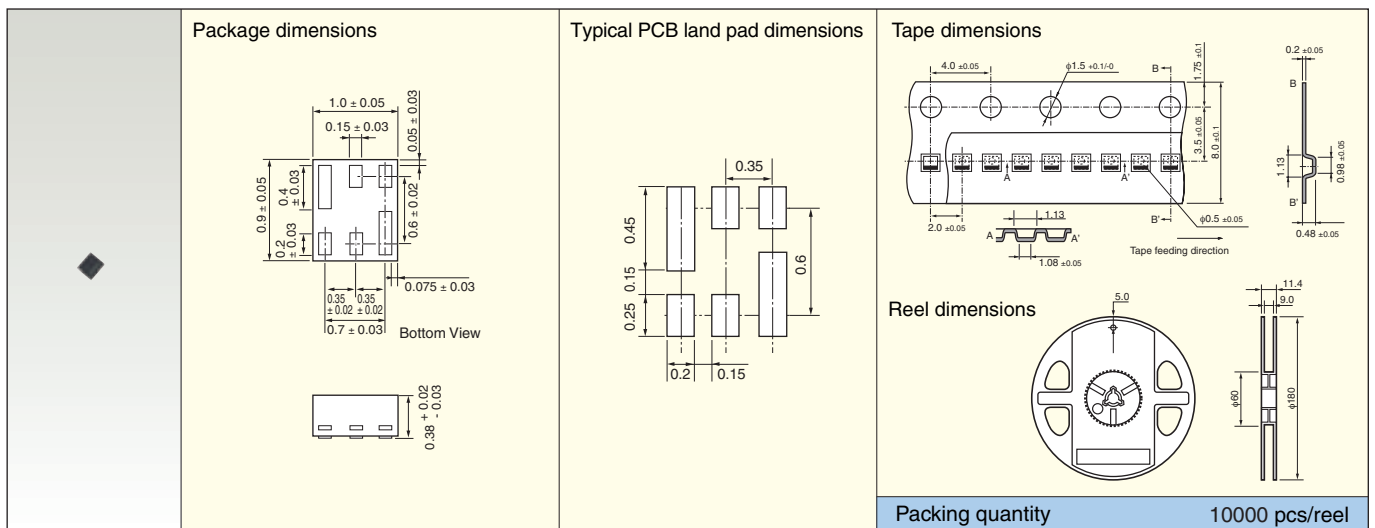 Package dimensions
1.0 ± 0.05
0.15 ± 0.03
0.05 ± 0.03
0.9 ± 0.05
0.4
± 0.03
0.2
± 0.03
0.6 ± 0.02
0.075 ± 0.03
0.35
± 0.02
0.35
± 0.02
0.7 ± 0.03
Bottom View
0.38 + 0.02
- 0.03
Typical PCB land pad dimensions
0.35
0.45
0.15
0.25
0.6
0.2
0.15
Tape dimensions
4.0 ±0.05
φ1.5 +0.1/-0
B
1.75 ±0.1
3.5 ±0.05
8.0 ±0.1
A
A'
2.0 ±0.05
1.13
B'
φ0.5 ±0.05
A
A'
1.08 ±0.05
Tape feeding direction
0.2 ±0.05
B
1.13
0.98 ±0.05
B'
0.48 ±0.05
Reel dimensions
5.0
11.4
9.0
φ60
φ180
Packing quantity 10000 pcs/reel